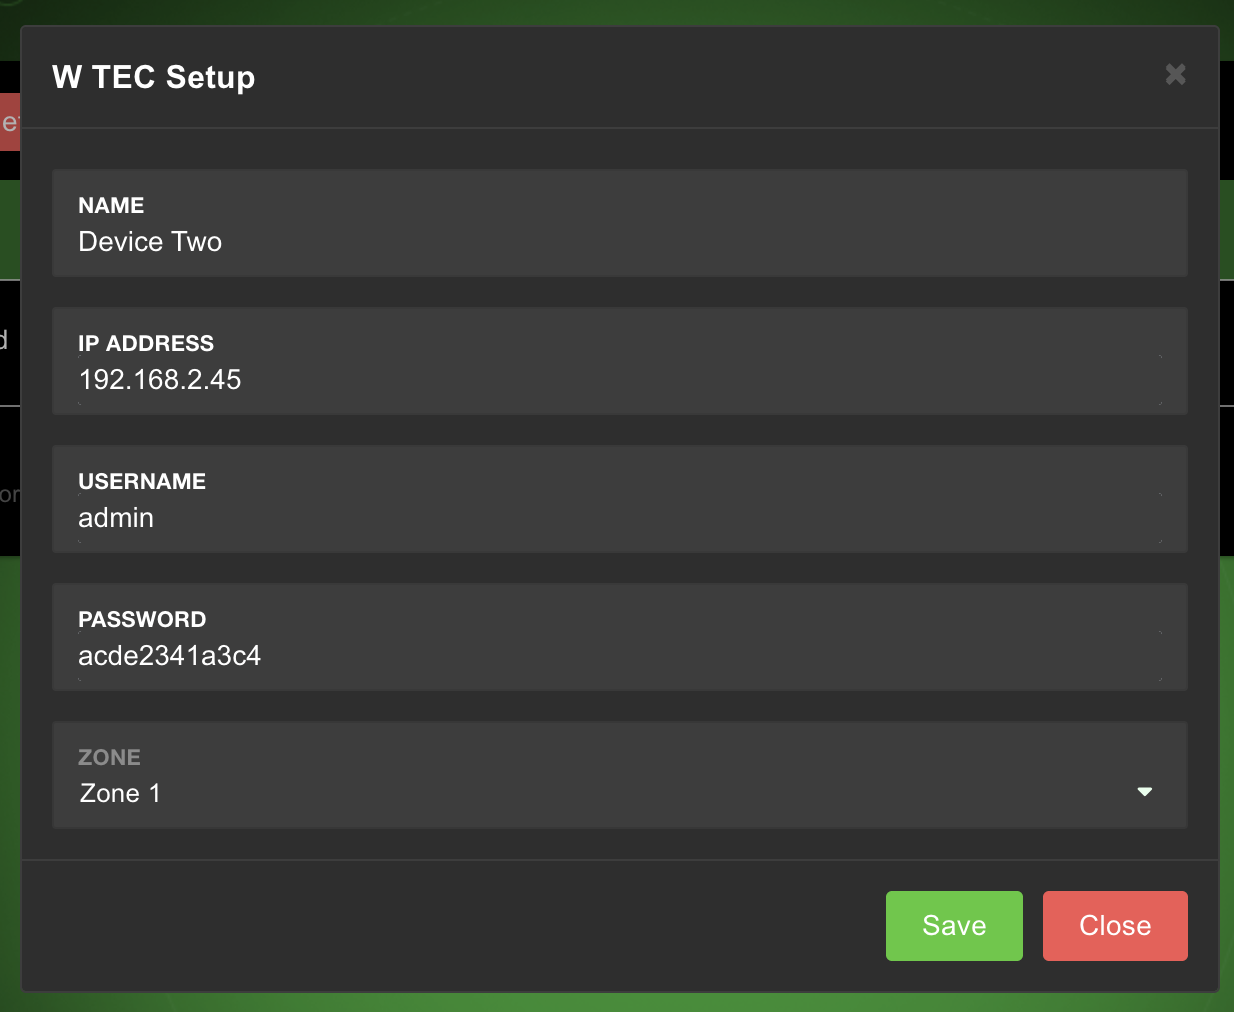 W TEC Setup
NAME
Device Two
IP ADDRESS
192.168.2.45
USERNAME
admin
PASSWORD
acde2341a3c4
ZONE
Zone 1
Save
Close